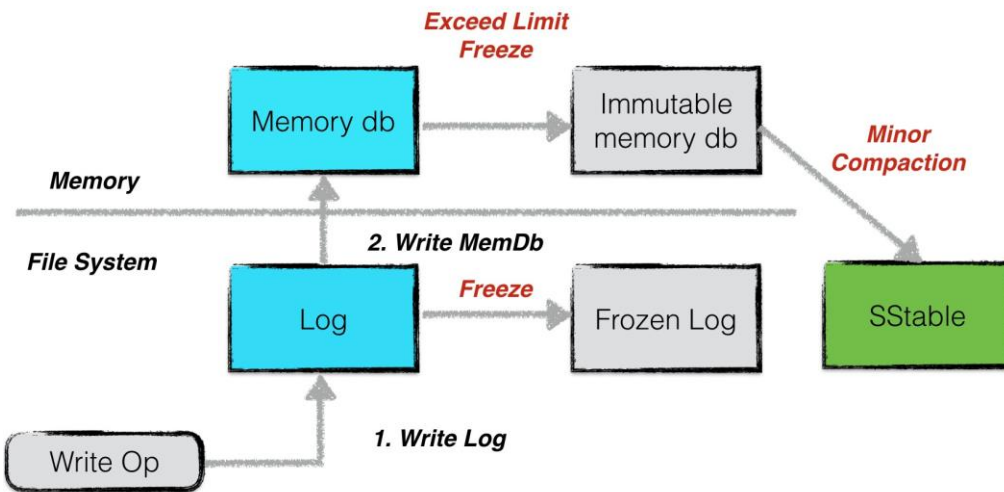 Exceed Limit
Freeze
Memory db
Immutable
memory db
Minor
Compaction
Memory
2. Write MemDb
File System
Log
Freeze
Frozen Log
SStable
1. Write Log
Write Op